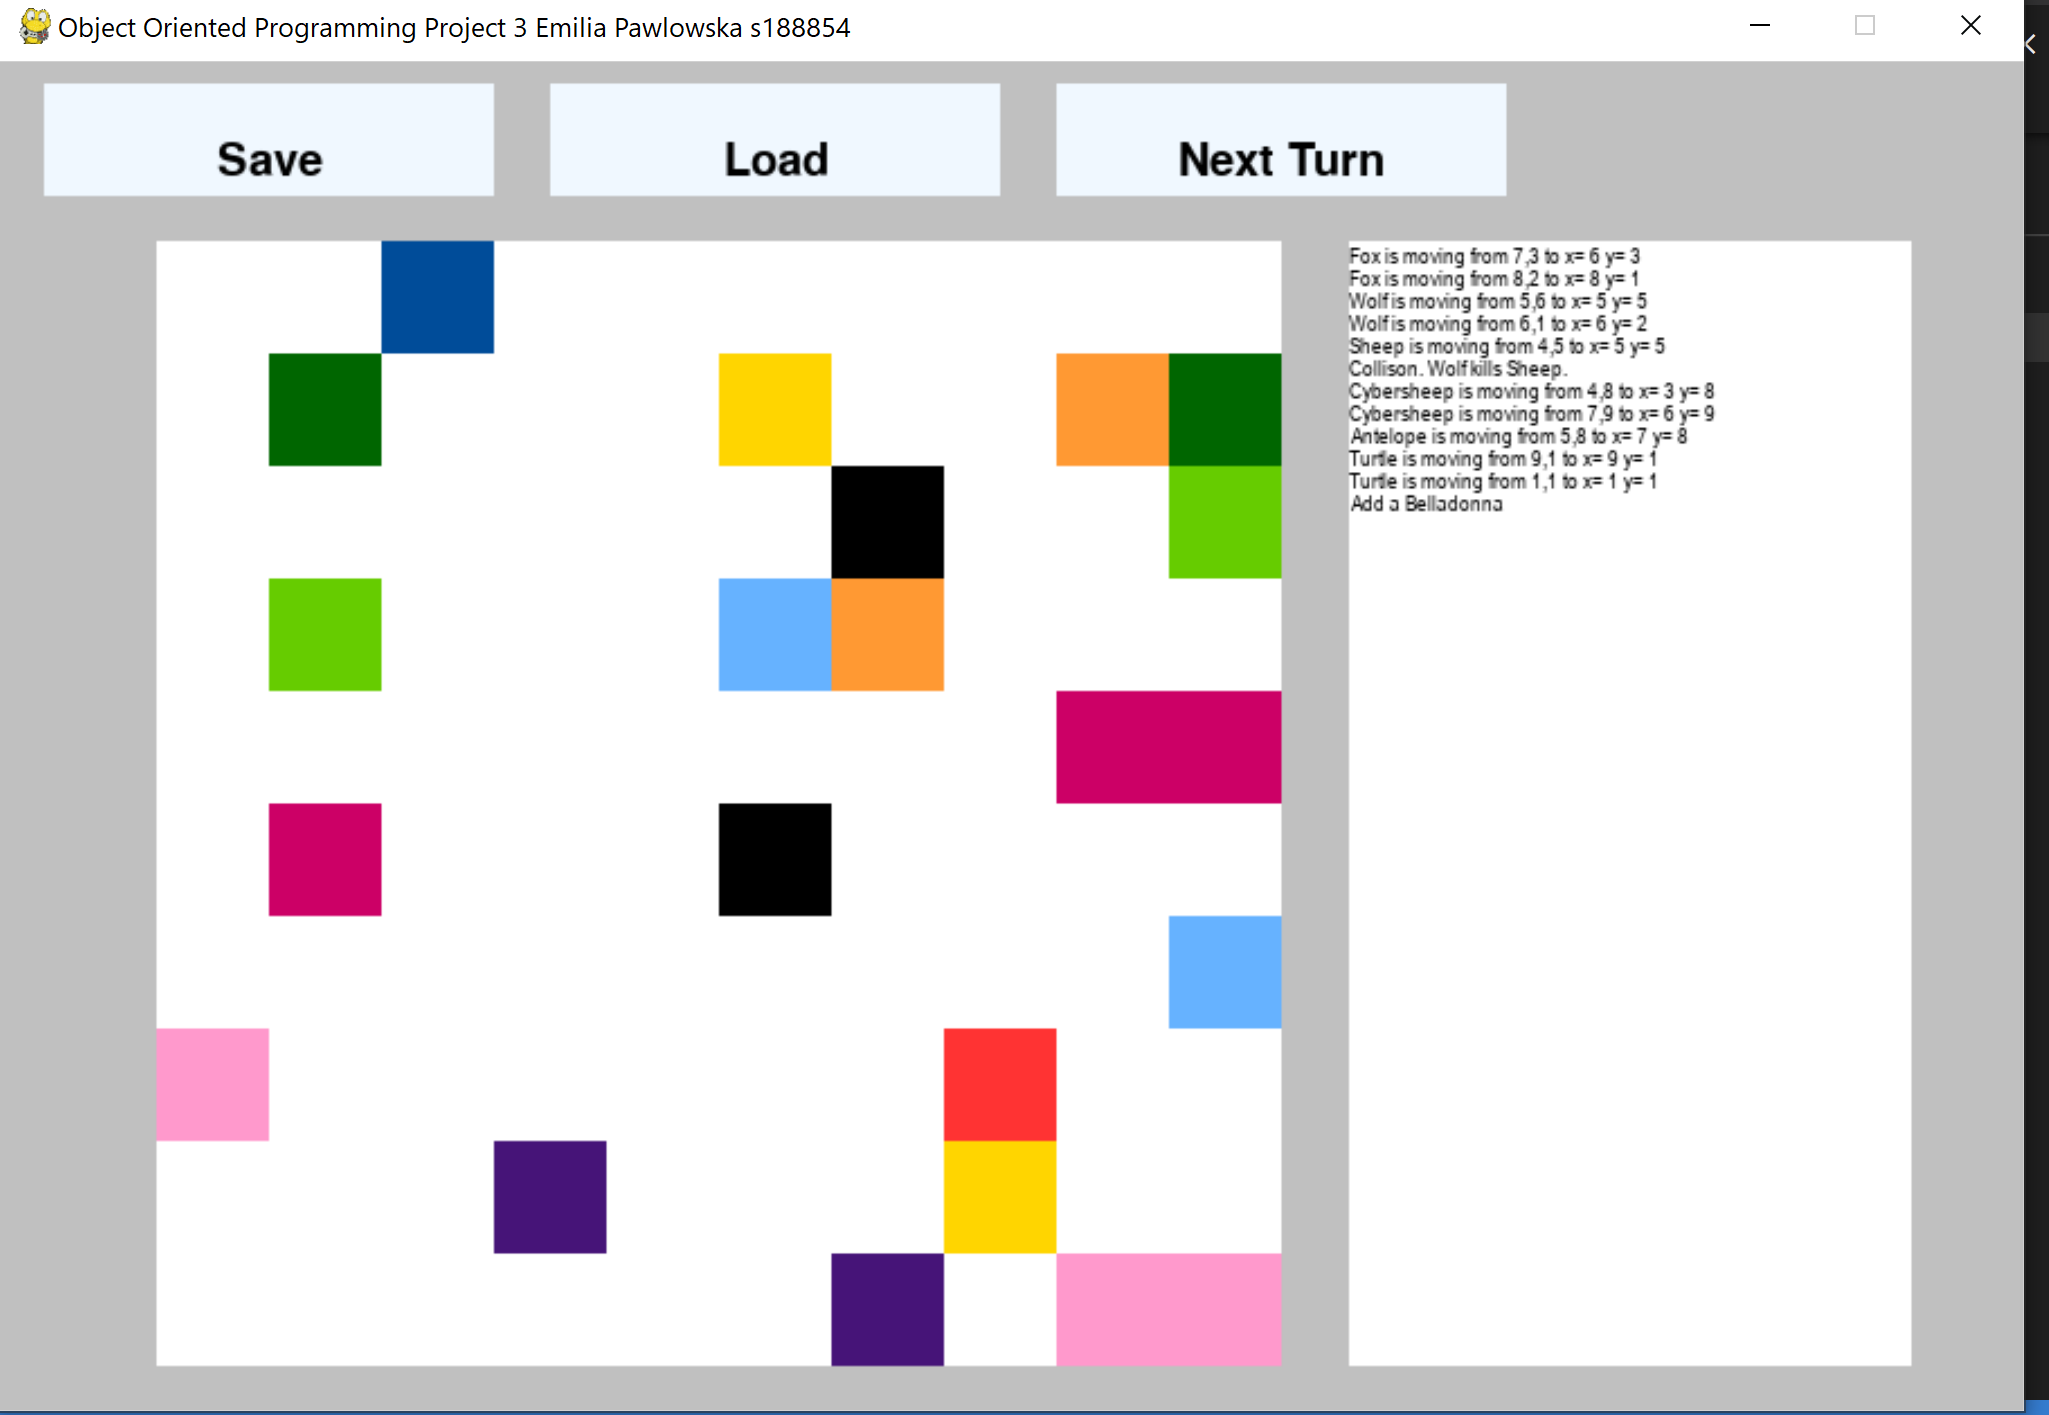 Object Oriented Programming Project 3 Emilia Pawlowska s188854
Save
Load
Next Turn
Fox is moving from 7,3 to x= 6 y= 3
Fox is moving from 8,2 to x= 8 y= 1
Wolf is moving from 5,6 to x= 5 y= 5
Wolf is moving from 6,1 to x= 6 y= 2
Sheep is moving from 4,5 to x= 5 y= 5
Collison. Wolf kills Sheep.
Cybersheep is moving from 4,8 to x= 3 y= 8
Cybersheep is moving from 7,9 to x= 6 y= 9
Antelope is moving from 5,8 to x= 7 y= 8
Turtle is moving from 9,1 to x= 9 y= 1
Turtle is moving from 1,1 to x= 1 y= 1
Add a Belladonna